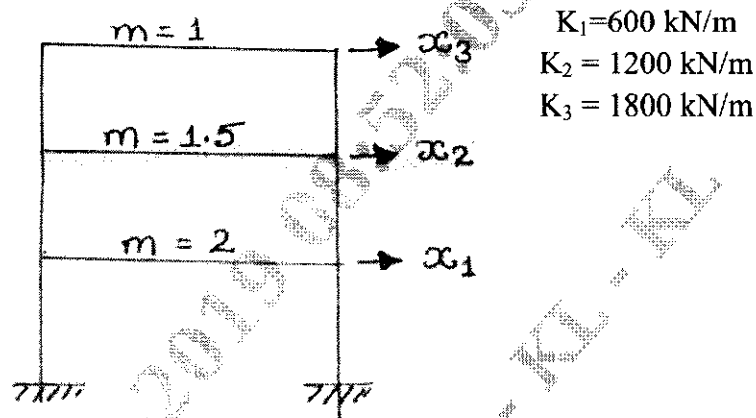 m = 1
x₃
K₁=600 kN/m
K₂ = 1200 kN/m
K₃ = 1800 kN/m
m = 1.5
x₂
m = 2
x₁